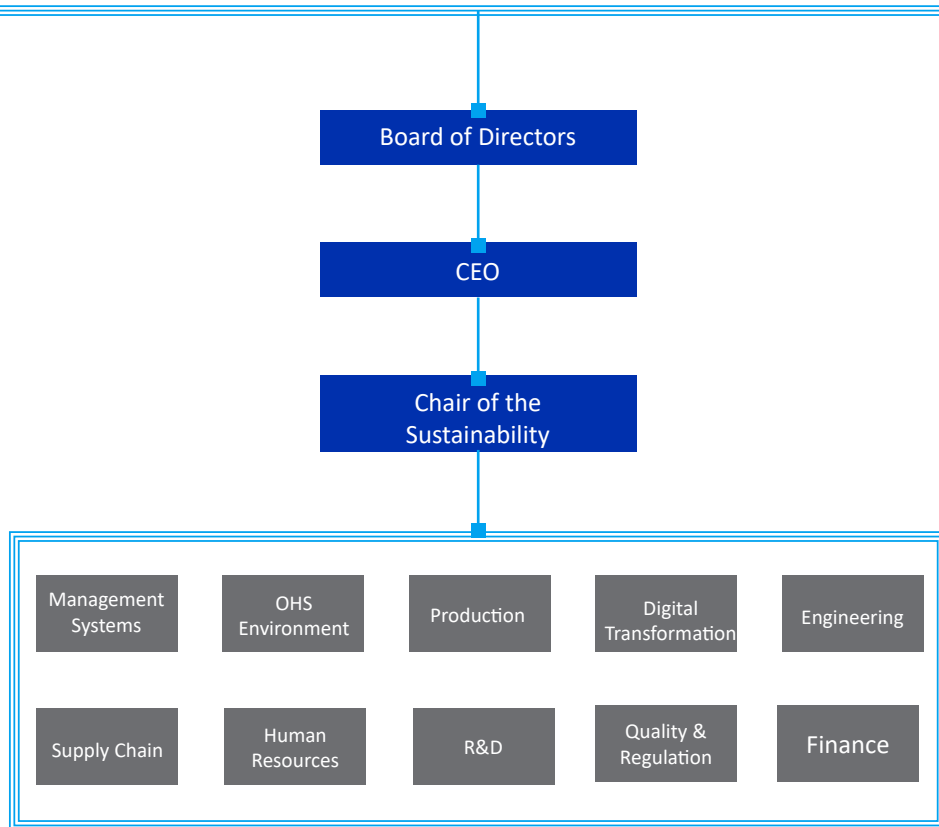 Board of Directors
CEO
Chair of the
Sustainability
Management
Systems
OHS
Environment
Production
Digital
Transformation
Engineering
Supply Chain
Human
Resources
R&D
Quality &
Regulation
Finance